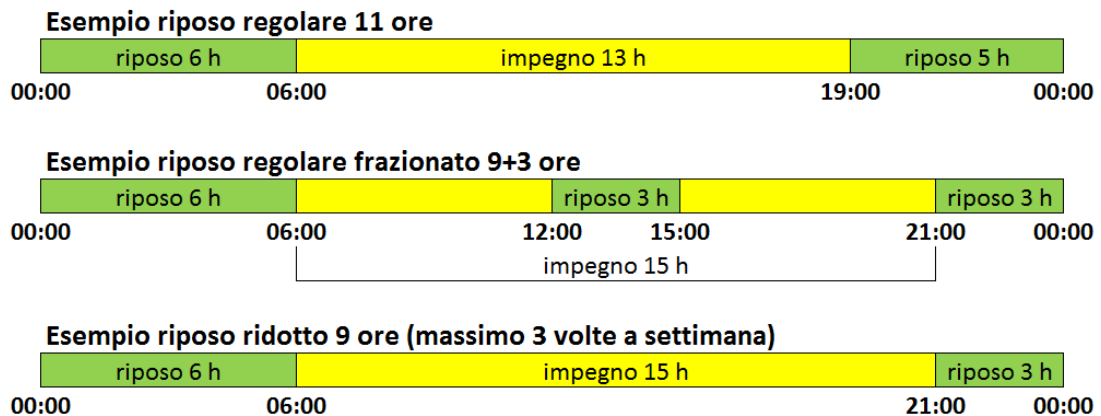 Esempio riposo regolare 11 ore
riposo 6 h impegno 13 h riposo 5 h
00:00 06:00 19:00 00:00
Esempio riposo regolare frazionato 9+3 ore
riposo 6 h riposo 3 h riposo 3 h
00:00 06:00 12:00 15:00 21:00 00:00
impegno 15 h
Esempio riposo ridotto 9 ore (massimo 3 volte a settimana)
riposo 6 h impegno 15 h riposo 3 h
00:00 06:00 21:00 00:00